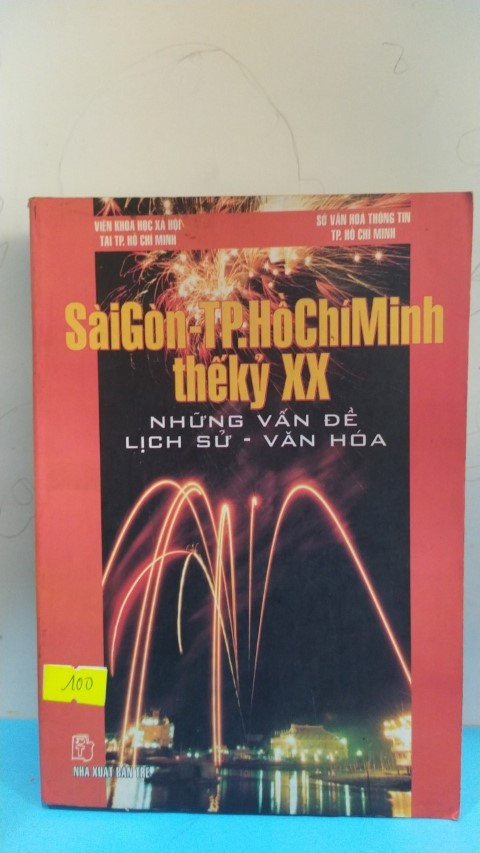 VIỆN KHOA HỌC XÃ HỘI
TẠI TP. HỒ CHÍ MINH
SỞ VĂN HÓA THÔNG TIN
TP. HỒ CHÍ MINH
SàiGòn-TP.HồChíMinh
thếkỷ XX
NHỮNG VẤN ĐỀ
LỊCH SỬ - VĂN HÓA
100
NHÀ XUẤT BẢN TRẺ